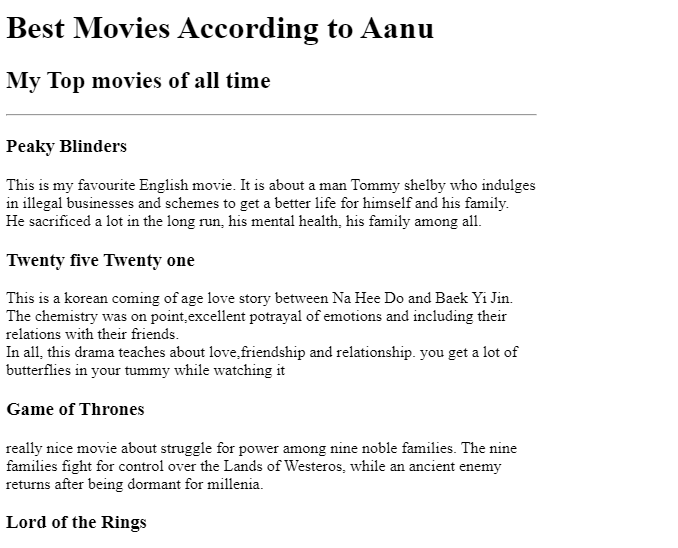 Best Movies According to Aanu
My Top movies of all time
Peaky Blinders
This is my favourite English movie. It is about a man Tommy shelby who indulges
in illegal businesses and schemes to get a better life for himself and his family.
He sacrificed a lot in the long run, his mental health, his family among all.
Twenty five Twenty one
This is a korean coming of age love story between Na Hee Do and Baek Yi Jin.
The chemistry was on point,excellent potrayal of emotions and including their
relations with their friends.
In all, this drama teaches about love,friendship and relationship. you get a lot of
butterflies in your tummy while watching it
Game of Thrones
really nice movie about struggle for power among nine noble families. The nine
families fight for control over the Lands of Westeros, while an ancient enemy
returns after being dormant for millenia.
Lord of the Rings